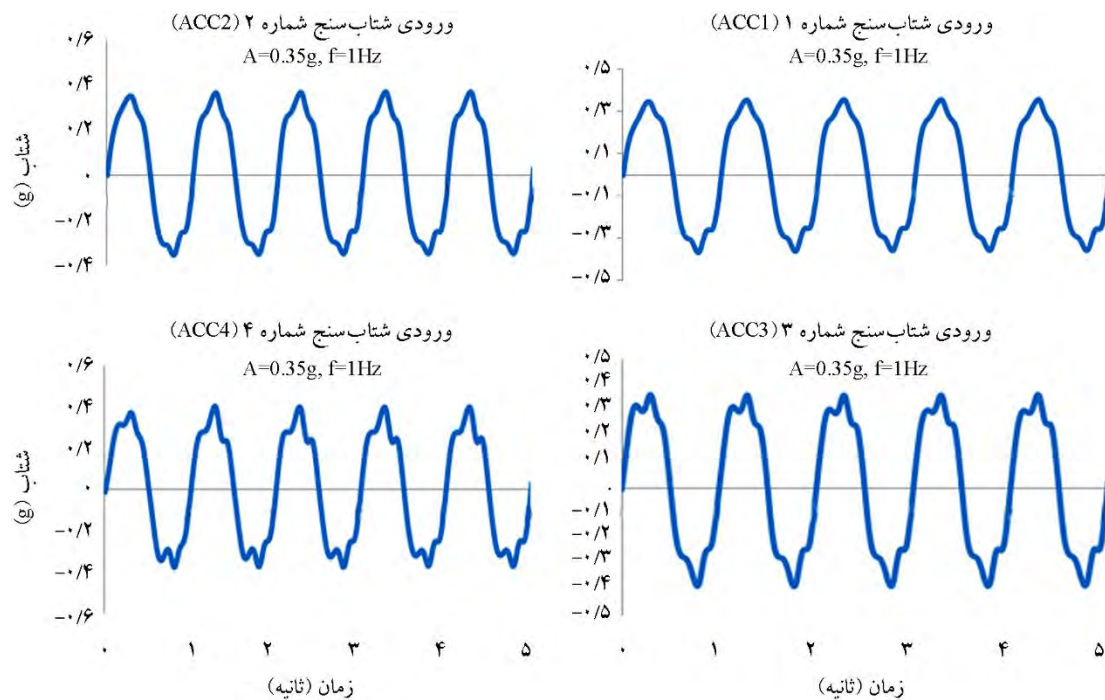 ورودی شتاب‌سنج شماره ۱ (ACC1)
A=0.35g, f=1Hz
۰/۵
۰/۳
۰/۱
−۰/۱
−۰/۳
−۰/۵
ورودی شتاب‌سنج شماره ۲ (ACC2)
A=0.35g, f=1Hz
۰/۶
۰/۴
۰/۲
۰
−۰/۲
−۰/۴
شتاب (g)
ورودی شتاب‌سنج شماره ۳ (ACC3)
A=0.35g, f=1Hz
۰/۵
۰/۴
۰/۳
۰/۲
۰/۱
۰
−۰/۱
−۰/۲
−۰/۳
−۰/۴
−۰/۵
۰ ۱ ۲ ۳ ۴ ۵
زمان (ثانیه)
ورودی شتاب‌سنج شماره ۴ (ACC4)
A=0.35g, f=1Hz
۰/۶
۰/۴
۰/۲
۰
−۰/۲
−۰/۴
−۰/۶
شتاب (g)
۰ ۱ ۲ ۳ ۴ ۵
زمان (ثانیه)